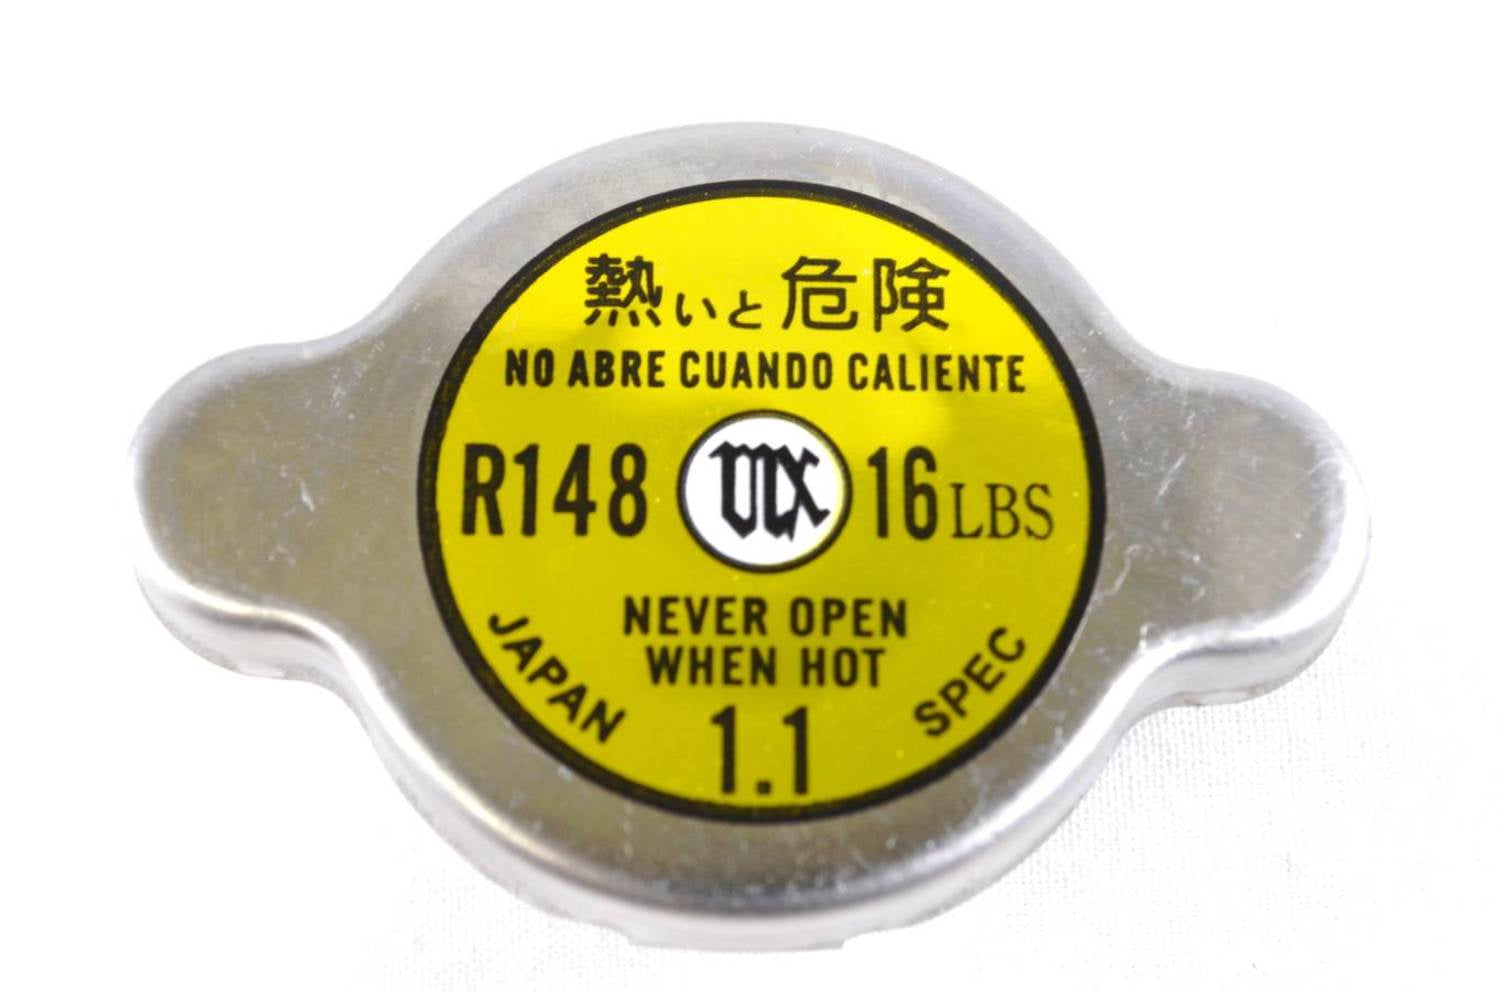 熱いと危険
NO ABRE CUANDO CALIENTE
R148
16 LBS
NEVER OPEN
WHEN HOT
JAPAN
SPEC
1.1